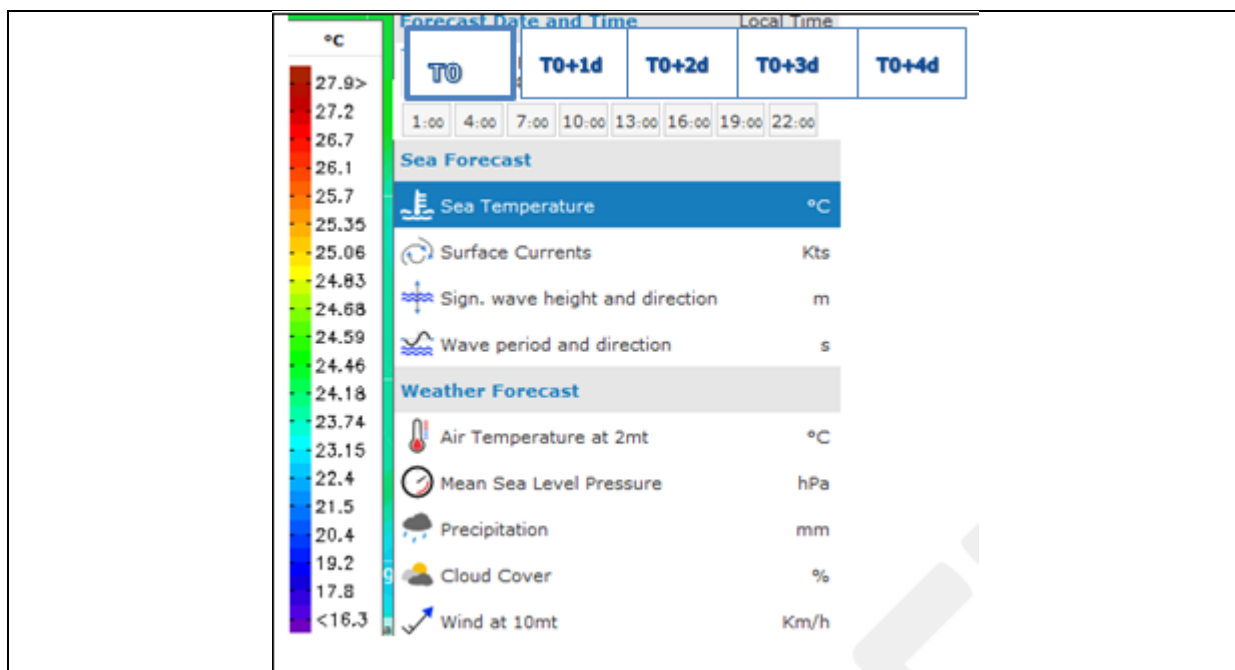 Forecast Date and Time Local Time
°C
T0 T0+1d T0+2d T0+3d T0+4d
1:00 4:00 7:00 10:00 13:00 16:00 19:00 22:00
27.9>
27.2
26.7
26.1
25.7
25.35
25.06
24.83
24.68
24.59
24.46
24.18
23.74
23.15
22.4
21.5
20.4
19.2
17.8
<16.3
Sea Forecast
Sea Temperature °C
Surface Currents Kts
Sign. wave height and direction m
Wave period and direction s
Weather Forecast
Air Temperature at 2mt °C
Mean Sea Level Pressure hPa
Precipitation mm
Cloud Cover %
Wind at 10mt Km/h